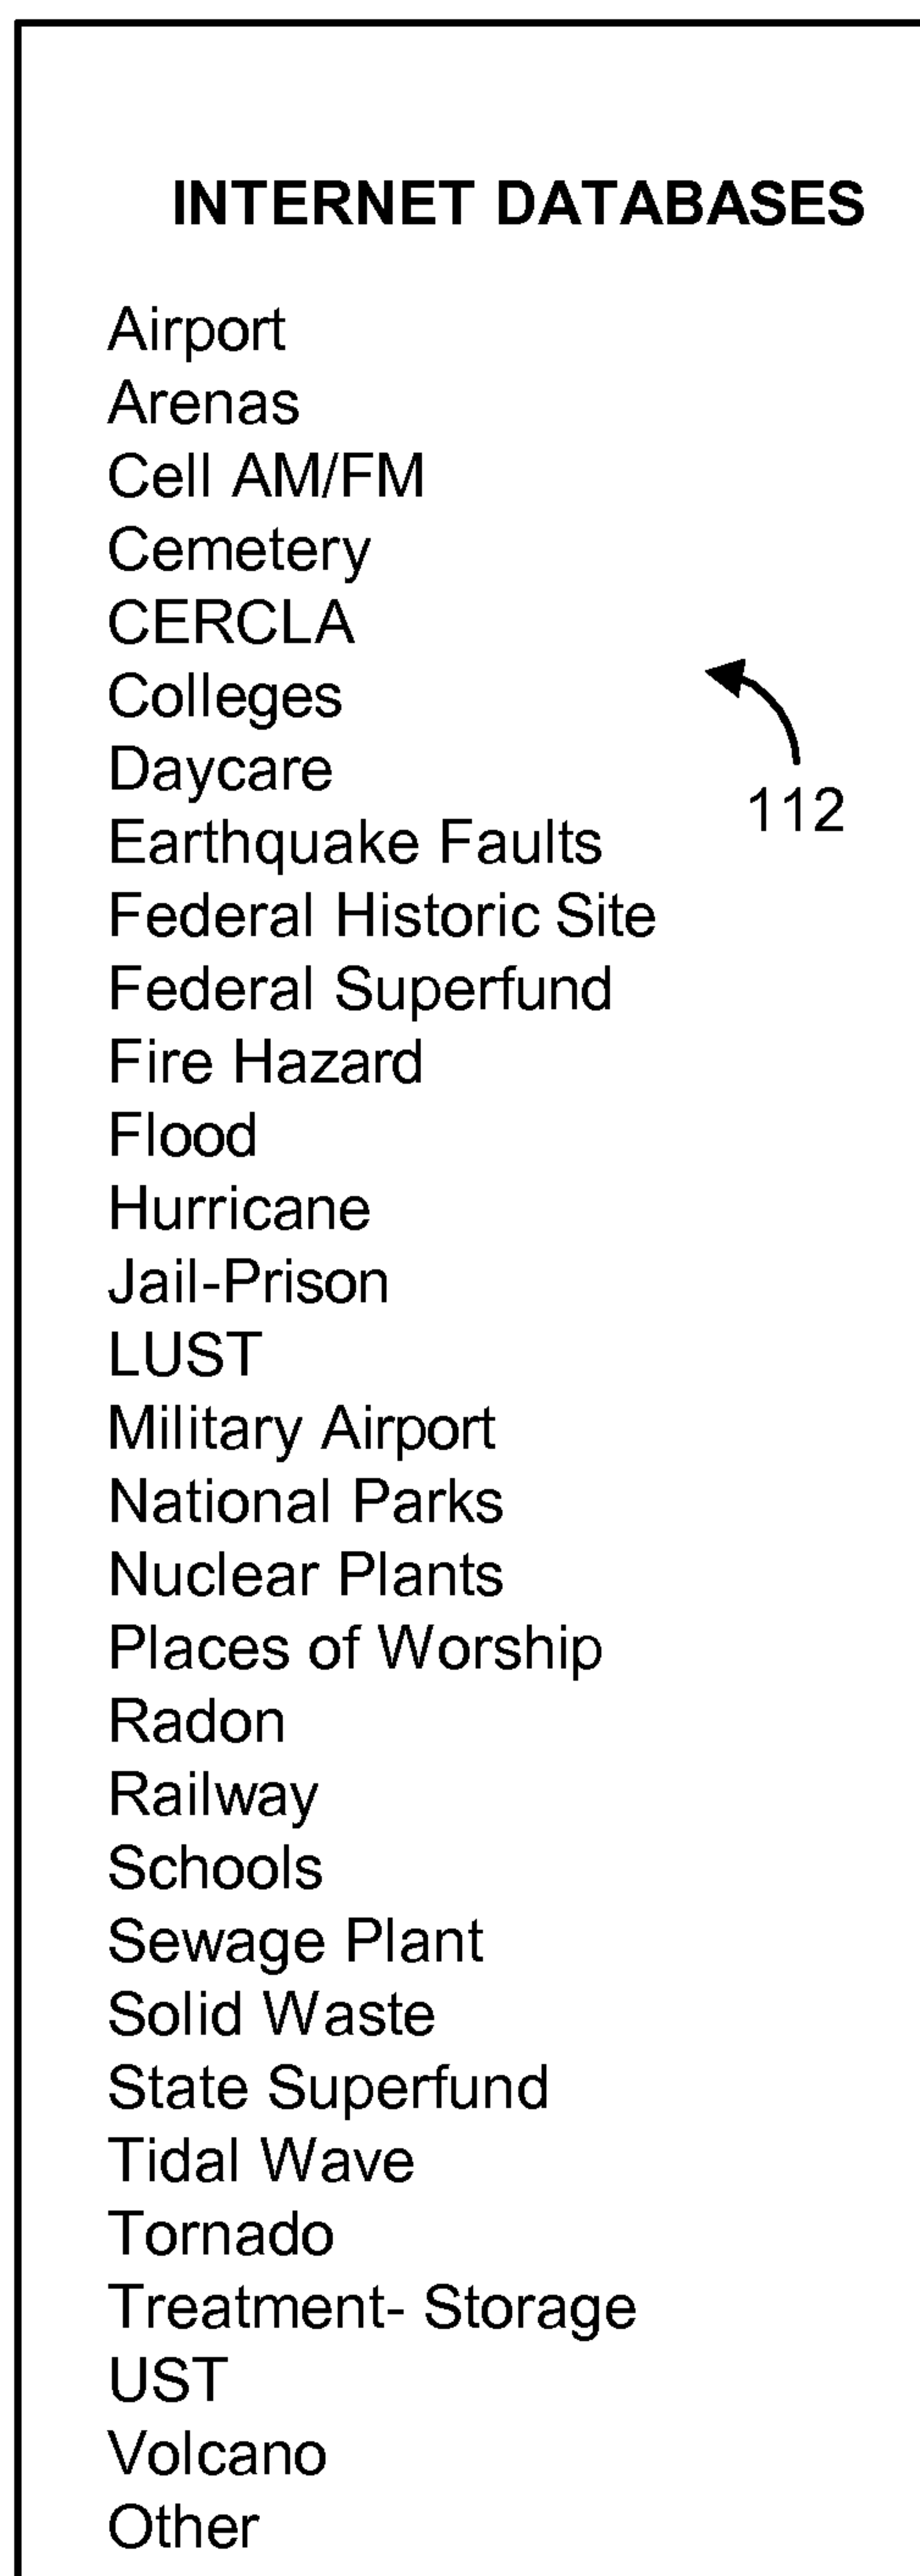 INTERNET DATABASES
Airport
Arenas
Cell AM/FM
Cemetery
CERCLA
Colleges
Daycare
112
Earthquake Faults
Federal Historic Site
Federal Superfund
Fire Hazard
Flood
Hurricane
Jail-Prison
LUST
Military Airport
National Parks
Nuclear Plants
Places of Worship
Radon
Railway
Schools
Sewage Plant
Solid Waste
State Superfund
Tidal Wave
Tornado
Treatment- Storage
UST
Volcano
Other